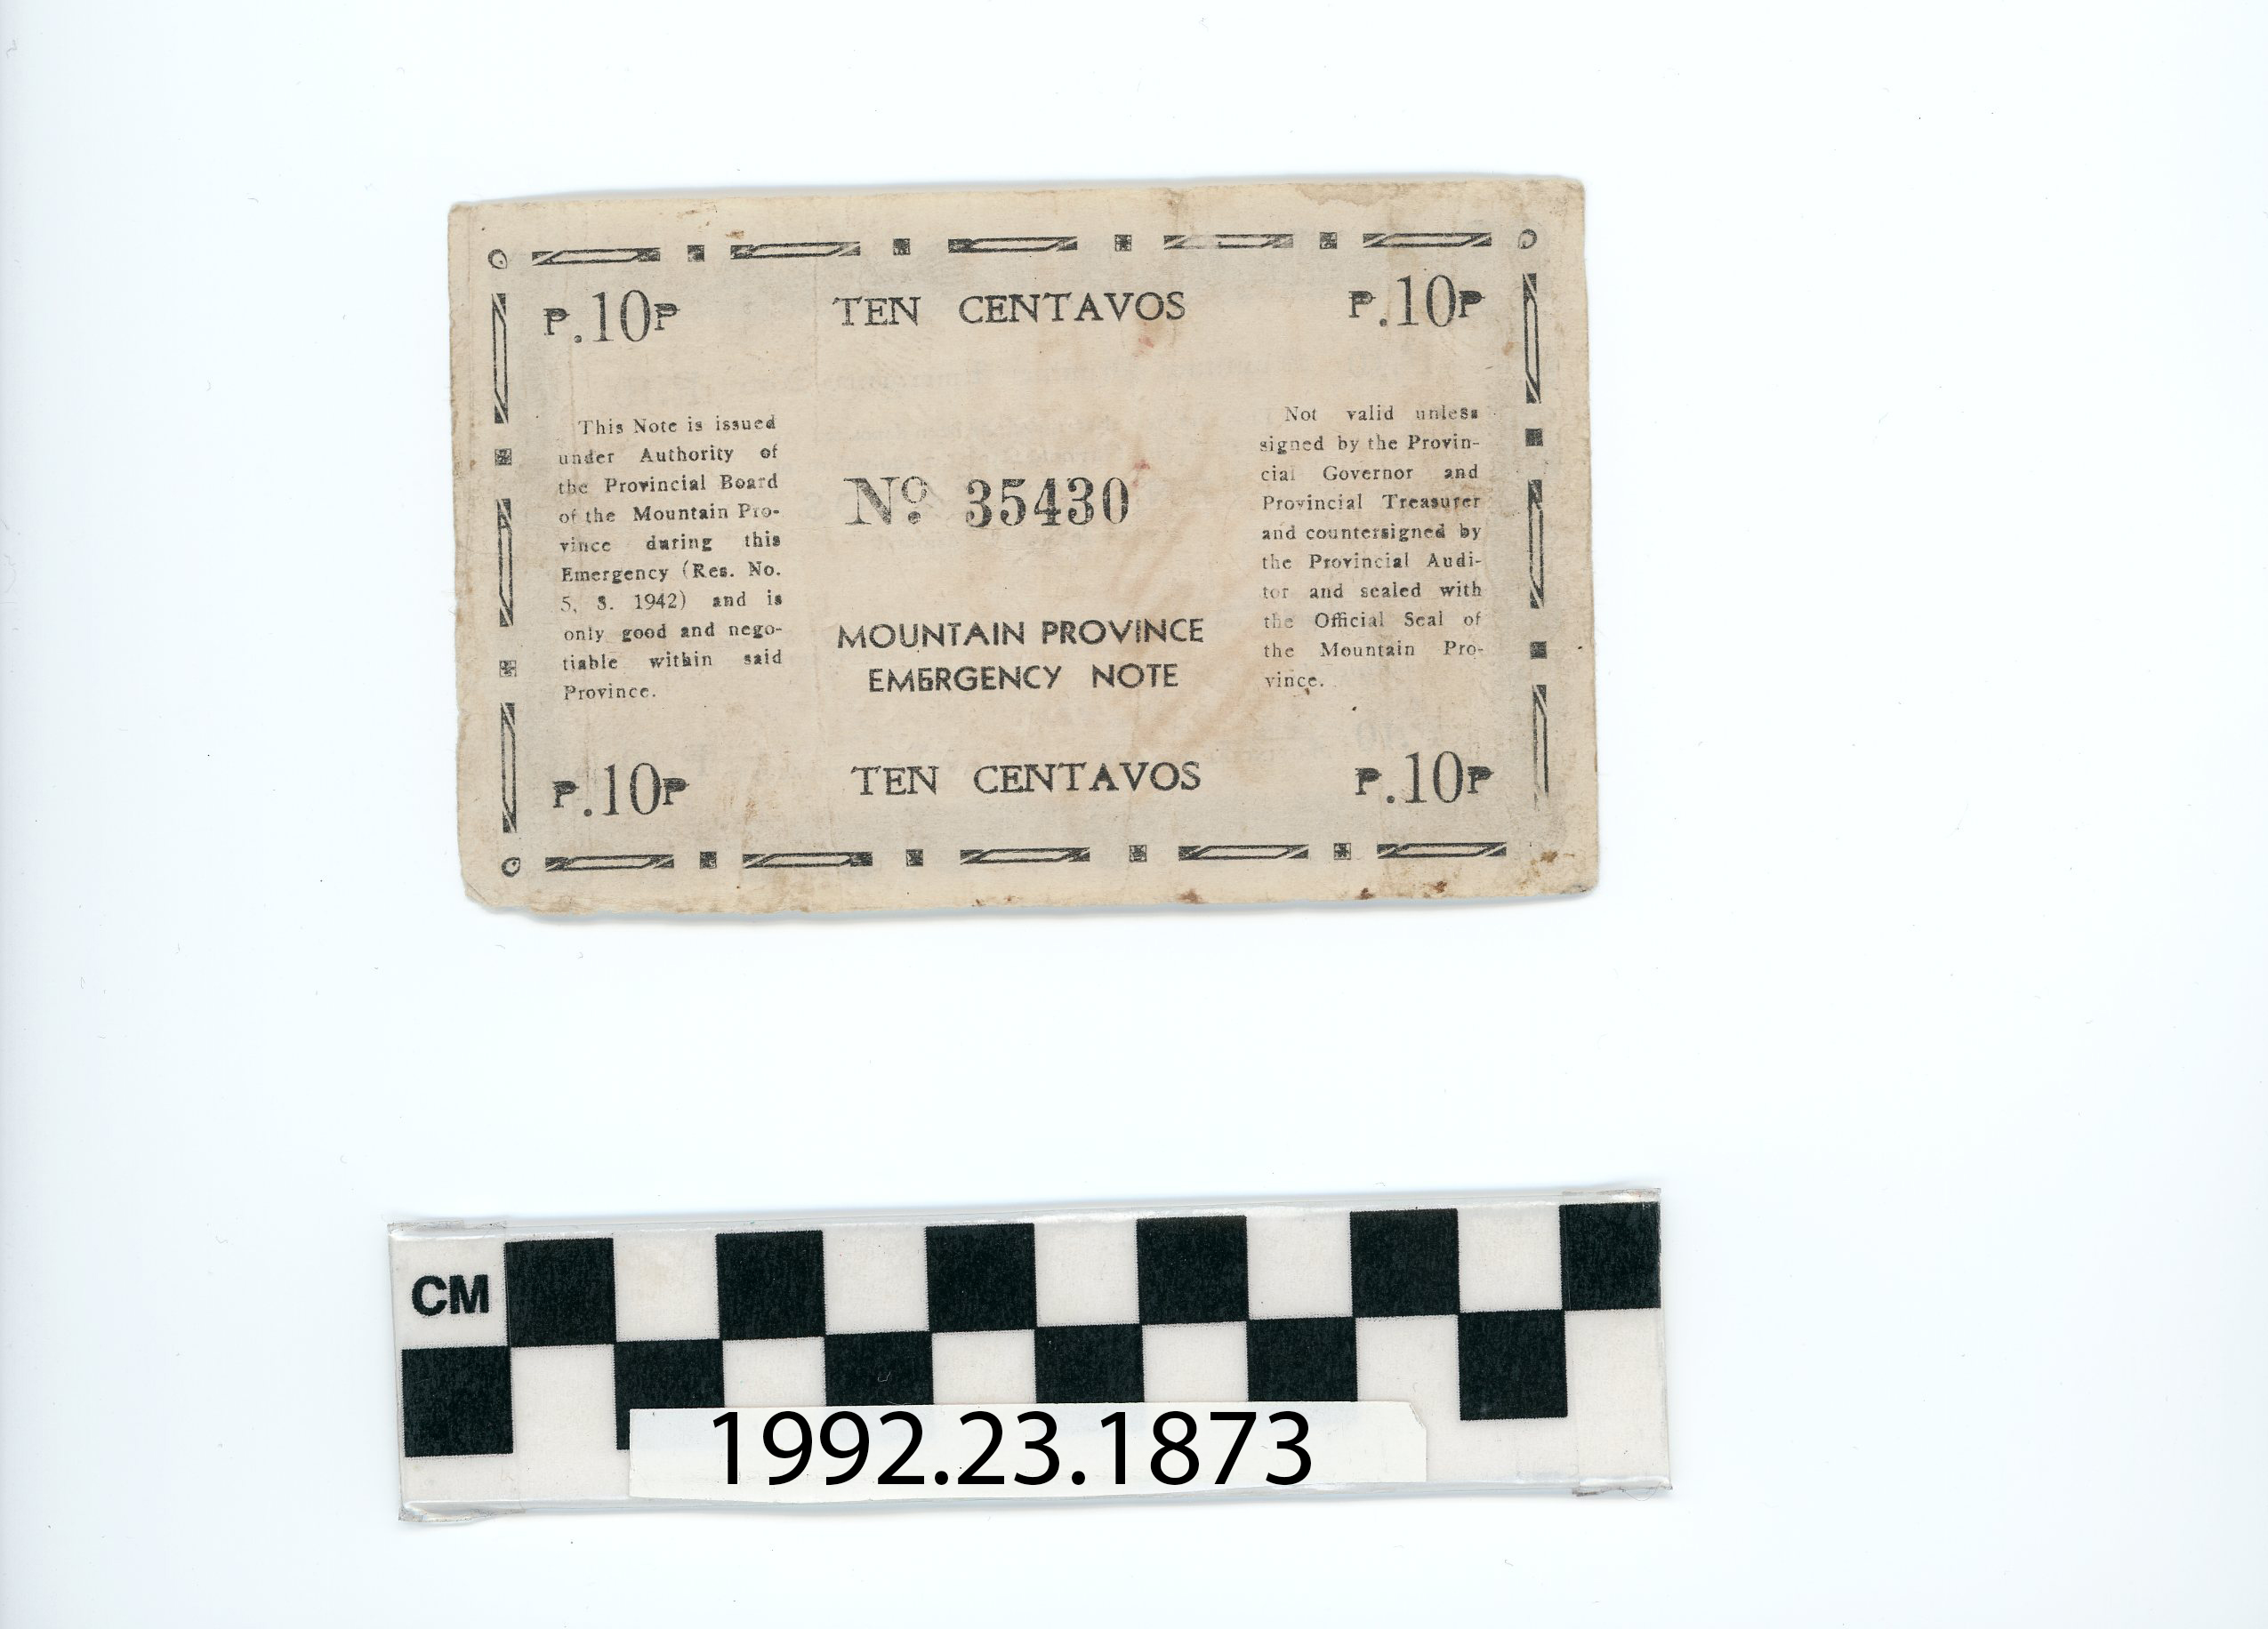 ₱.10₱ TEN CENTAVOS ₱.10₱
This Note is issued
under Authority of
the Provincial Board
of the Mountain Pro-
vince during this
Emergency (Res. No.
5, S. 1942) and is
only good and nego-
tiable within said
Province.
Nº 35430
MOUNTAIN PROVINCE
EMERGENCY NOTE
Not valid unless
signed by the Provin-
cial Governor and
Provincial Treasurer
and countersigned by
the Provincial Audi-
tor and sealed with
the Official Seal of
the Mountain Pro-
vince.
₱.10₱ TEN CENTAVOS ₱.10₱
CM
1992.23.1873